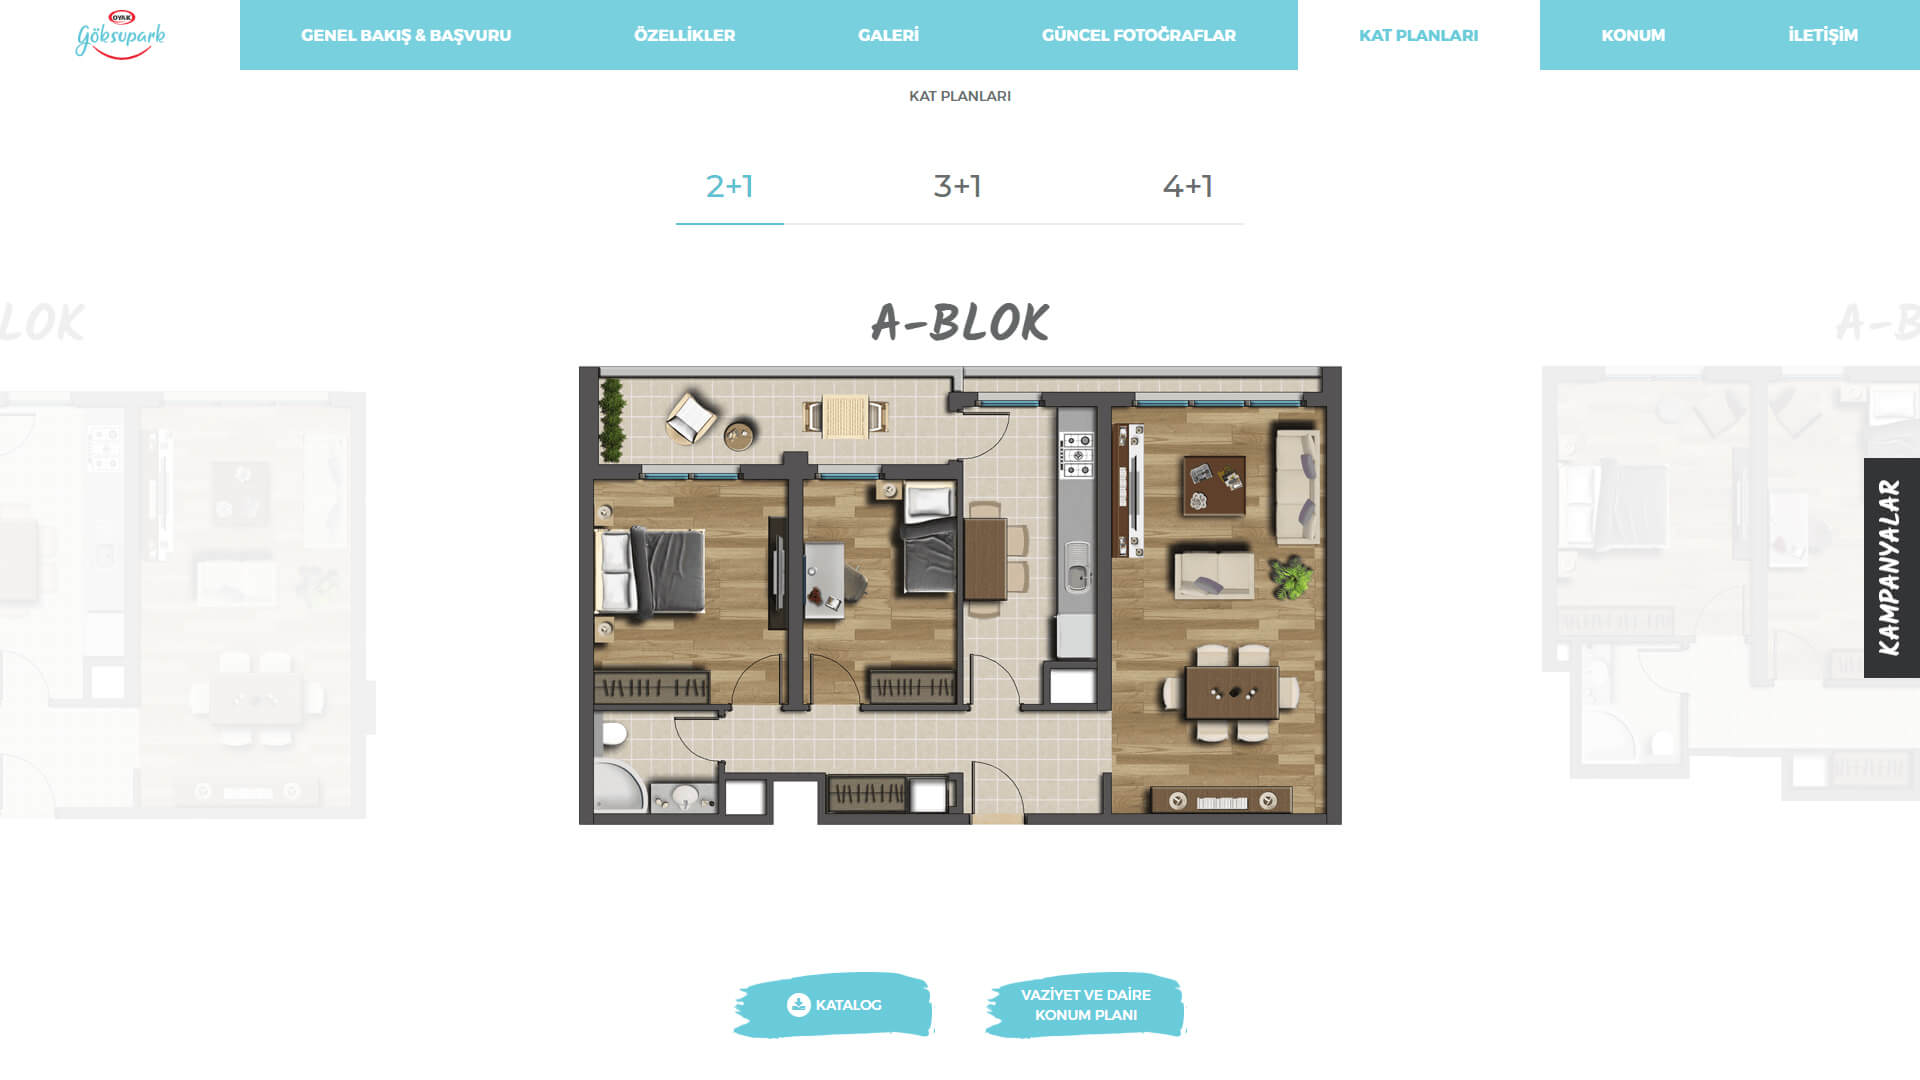 OYAK
Göksupark
GENEL BAKIŞ & BAŞVURU
ÖZELLİKLER
GALERİ
GÜNCEL FOTOĞRAFLAR
KAT PLANLARI
KONUM
İLETİŞİM
KAT PLANLARI
2+1
3+1
4+1
LOK
A-BLOK
A-B
KAMPANYALAR
KATALOG
VAZİYET VE DAİRE
KONUM PLANI